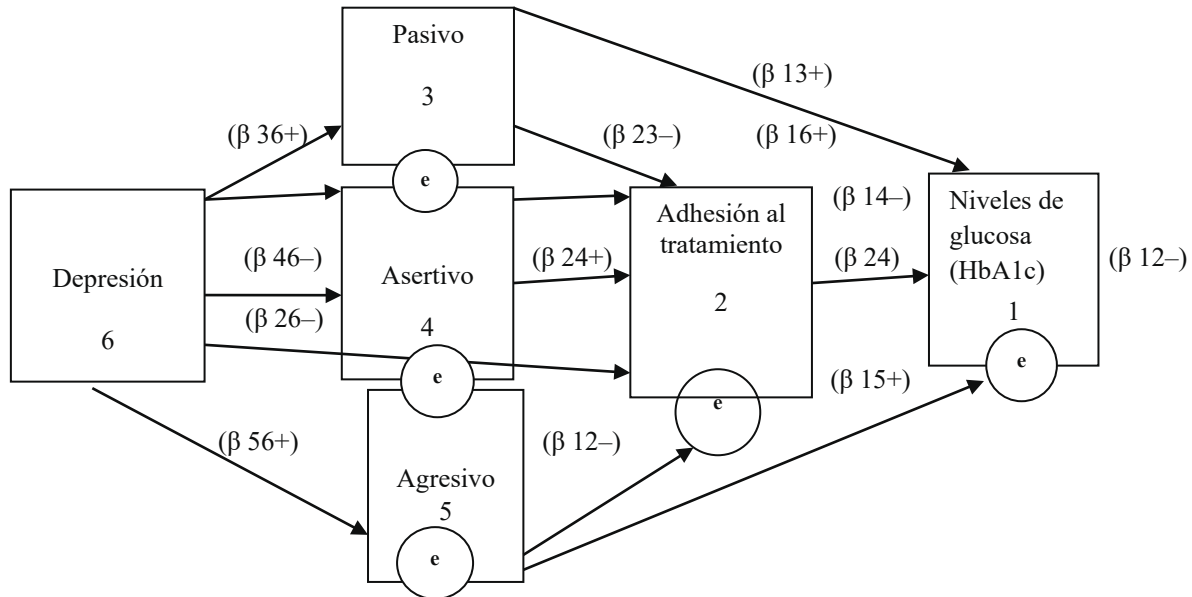 Pasivo
3
(β 13+)
(β 36+)
(β 23–)
(β 16+)
e
Depresión
6
(β 46–)
(β 26–)
Asertivo
4
e
(β 24+)
Adhesión al
tratamiento
2
e
(β 14–)
(β 24)
Niveles de
glucosa
(HbA1c)
1
e
(β 12–)
(β 15+)
(β 56+)
(β 12–)
Agresivo
5
e